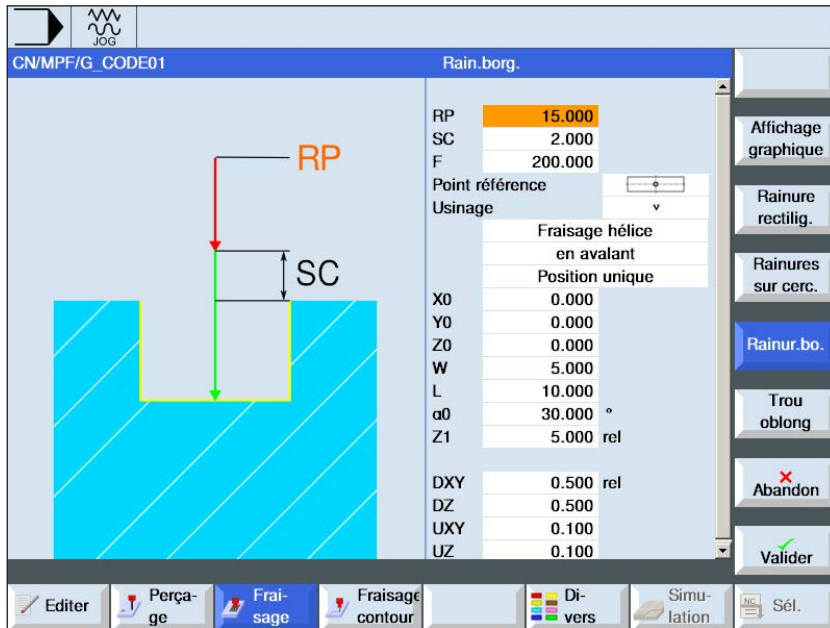 JOG
CN/MPF/G_CODE01
Rain.borg.
RP
SC
RP 15.000
SC 2.000
F 200.000
Point référence
Usinage ▿
Fraisage hélice
en avalant
Position unique
X0 0.000
Y0 0.000
Z0 0.000
W 5.000
L 10.000
α0 30.000 °
Z1 5.000 rel
DXY 0.500 rel
DZ 0.500
UXY 0.100
UZ 0.100
Affichage
graphique
Rainure
rectilig.
Rainures
sur cerc.
Rainur.bo.
Trou
oblong
Abandon
Valider
Editer
Perça-
ge
Frai-
sage
Fraisage
contour
Di-
vers
Simu-
lation
NC
Sél.